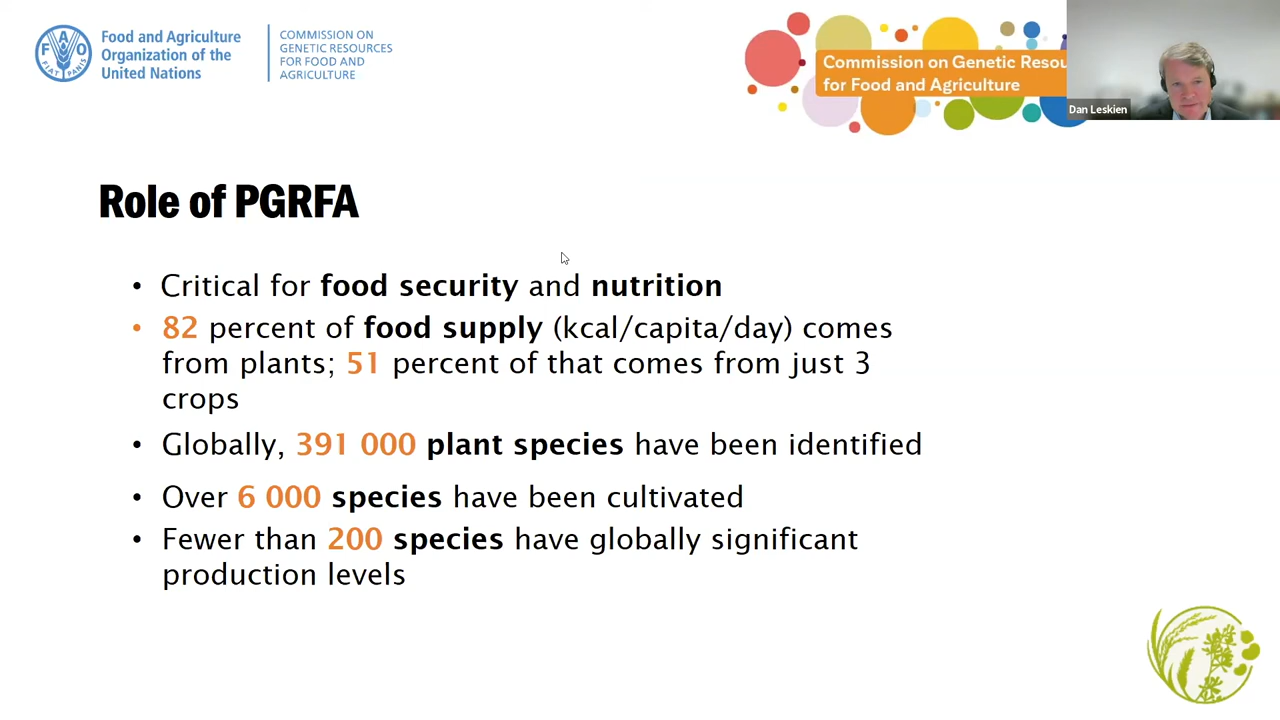 Food and Agriculture
Organization of the
United Nations
COMMISSION ON
GENETIC RESOURCES
FOR FOOD AND
AGRICULTURE
F A O
FIAT PANIS
Commission on Genetic Resou
for Food and Agriculture
Dan Leskien
Role of PGRFA
• Critical for food security and nutrition
• 82 percent of food supply (kcal/capita/day) comes
from plants; 51 percent of that comes from just 3
crops
• Globally, 391 000 plant species have been identified
• Over 6 000 species have been cultivated
• Fewer than 200 species have globally significant
production levels